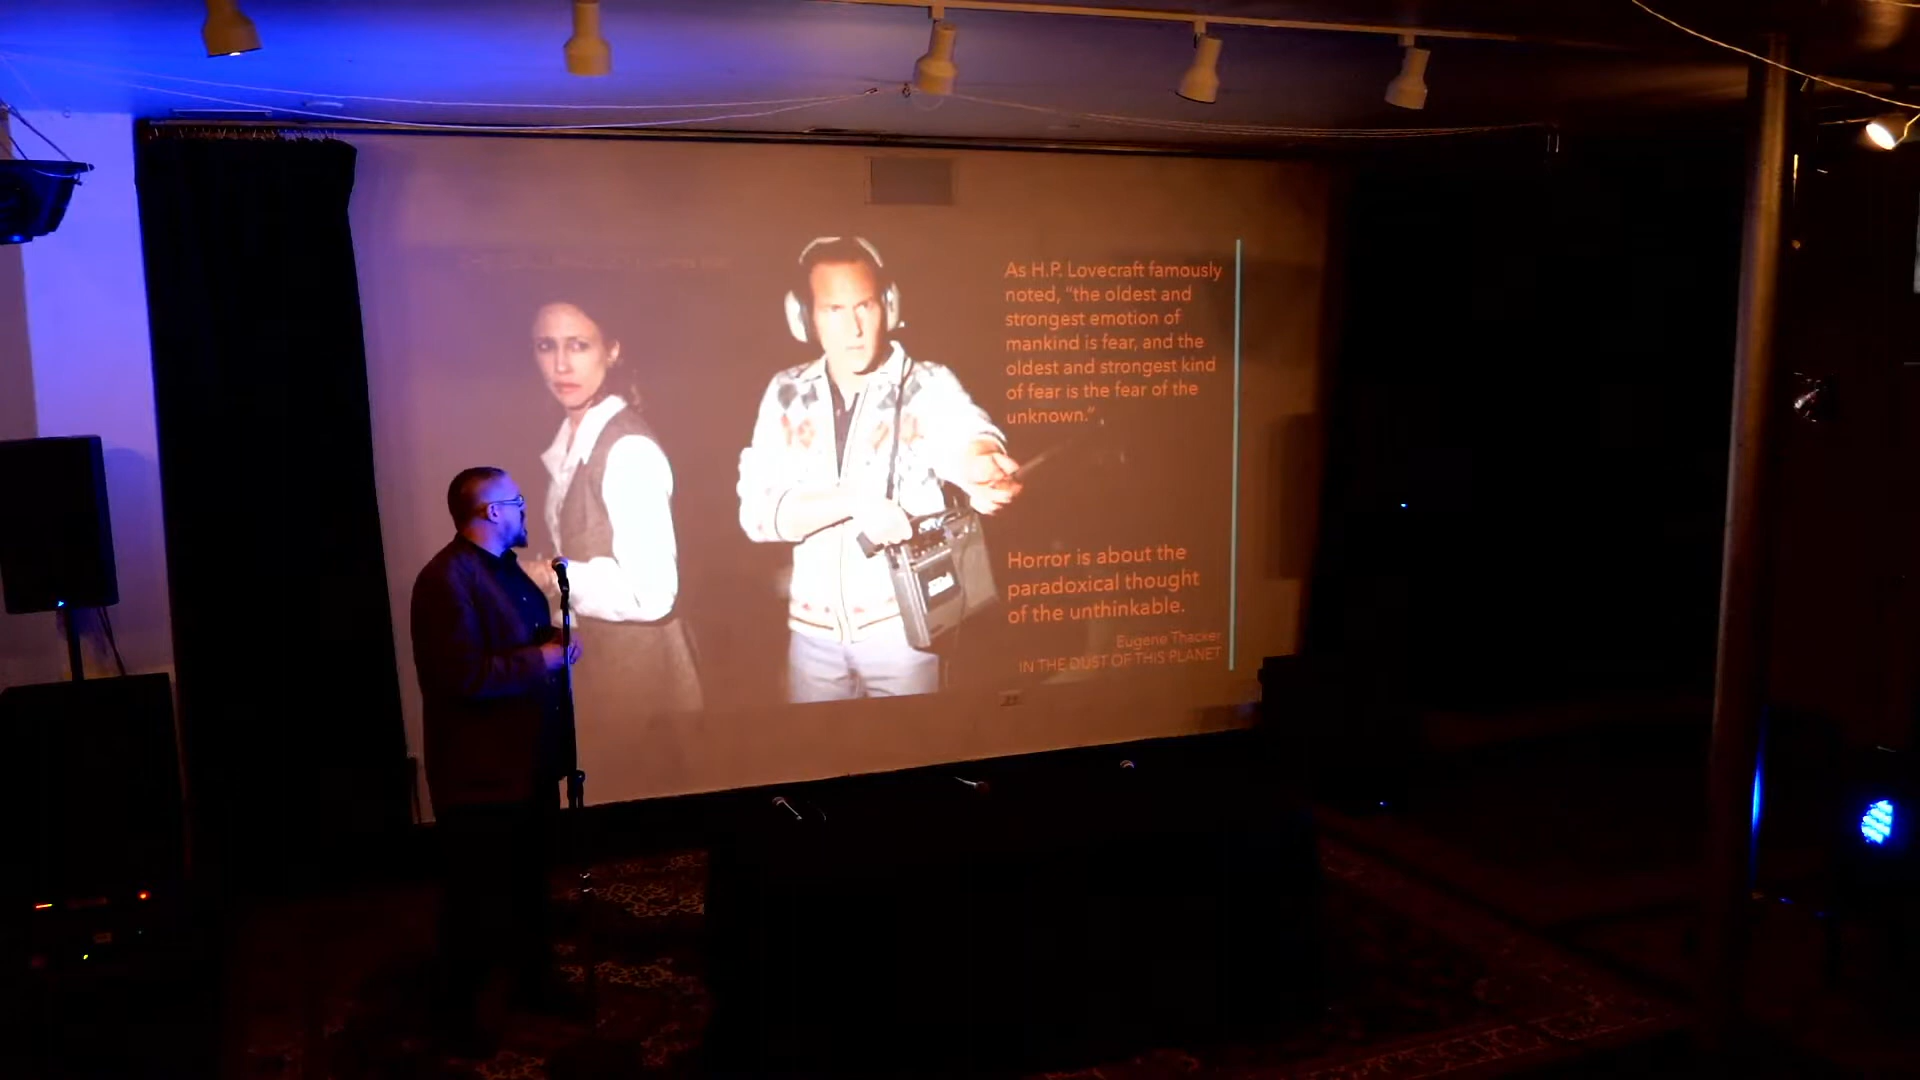 As H.P. Lovecraft famously
noted, “the oldest and
strongest emotion of
mankind is fear, and the
oldest and strongest kind
of fear is the fear of the
unknown.”
Horror is about the
paradoxical thought
of the unthinkable.
Eugene Thacker
IN THE DUST OF THIS PLANET